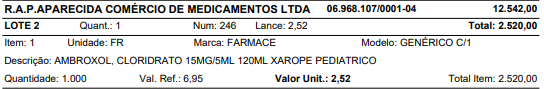 R.A.P.APARECIDA COMÉRCIO DE MEDICAMENTOS LTDA 06.968.107/0001-04 12.542,00
LOTE 2 Quant.: 1 Num: 246 Lance: 2,52 Total: 2.520,00
Item: 1 Unidade: FR Marca: FARMACE Modelo: GENÉRICO C/1
Descrição: AMBROXOL, CLORIDRATO 15MG/5ML 120ML XAROPE PEDIATRICO
Quantidade: 1.000 Val. Ref.: 6,95 Valor Unit.: 2,52 Total Item: 2.520,00